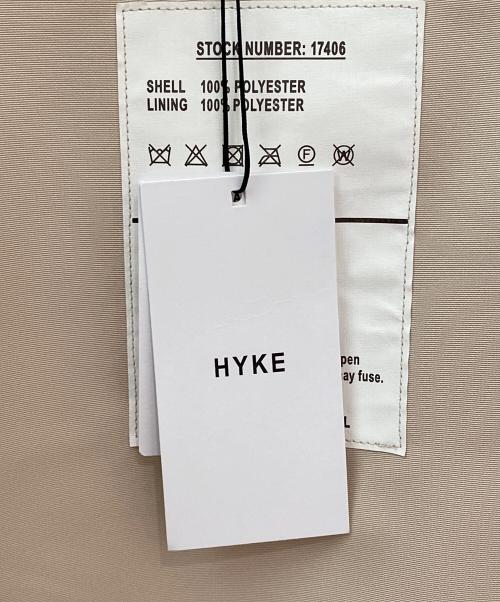 STOCK NUMBER: 17406
SHELL 100% POLYESTER
LINING 100% POLYESTER
F
W
HYKE
pen
ay fuse.
L